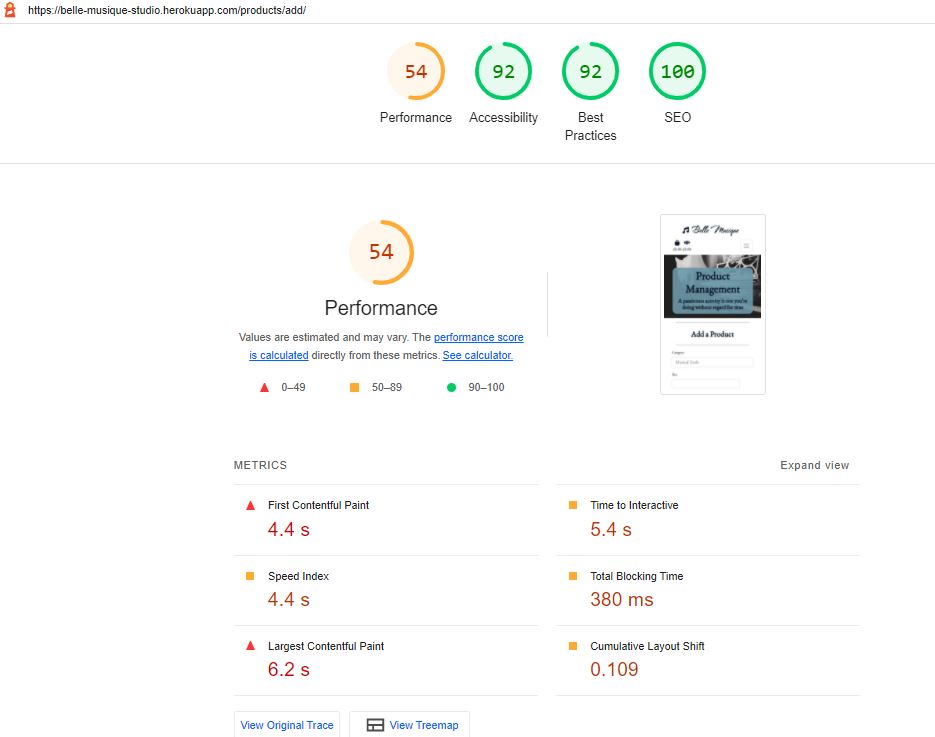 https://belle-musique-studio.herokuapp.com/products/add/
54
92
92
100
Performance
Accessibility
Best
Practices
SEO
54
Performance
Values are estimated and may vary. The performance score
is calculated directly from these metrics. See calculator.
0–49
50–89
90–100
Belle Musique
Product
Management
A passionate activity is one you're
doing without regard for time.
Add a Product
METRICS
Expand view
First Contentful Paint
4.4 s
Time to Interactive
5.4 s
Speed Index
4.4 s
Total Blocking Time
380 ms
Largest Contentful Paint
6.2 s
Cumulative Layout Shift
0.109
View Original Trace
View Treemap